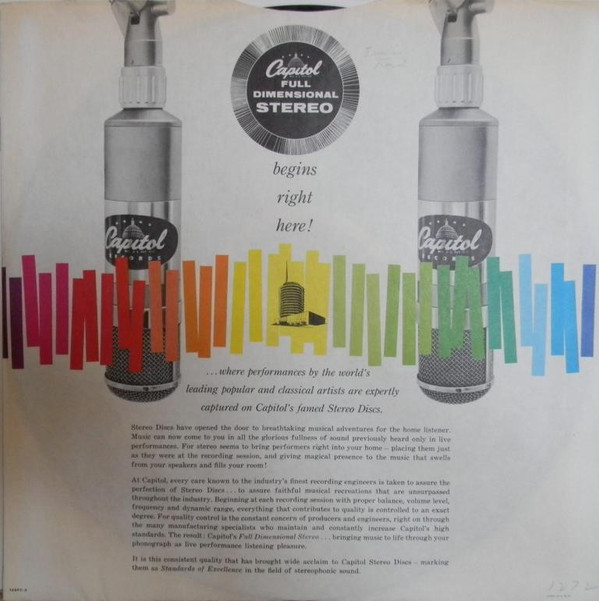 Capitol
FULL
DIMENSIONAL
STEREO
begins
right
here!
Capitol
RECORDS
Capitol
RECORDS
...where performances by the world's
leading popular and classical artists are expertly
captured on Capitol's famed Stereo Discs.
Stereo Discs have opened the door to breathtaking musical adventures for the home listener.
Music can now come to you in all the glorious fullness of sound previously heard only in live
performances. For stereo seems to bring performers right into your home – placing them just
as they were at the recording session, and giving magical presence to the music that swells
from your speakers and fills your room!
At Capitol, every care known to the industry's finest recording engineers is taken to assure the
perfection of Stereo Discs...to assure faithful musical recreations that are unsurpassed
throughout the industry. Beginning at each recording session with proper balance, volume level,
frequency and dynamic range, everything that contributes to quality is controlled to an exact
degree. For quality control is the constant concern of producers and engineers, right on through
the many manufacturing specialists who maintain and constantly increase Capitol's high
standards. The result: Capitol's Full Dimensional Stereo...bringing music to life through your
phonograph as live performance listening pleasure.
It is this consistent quality that has brought wide acclaim to Capitol Stereo Discs – marking
them as Standards of Excellence in the field of stereophonic sound.
1272